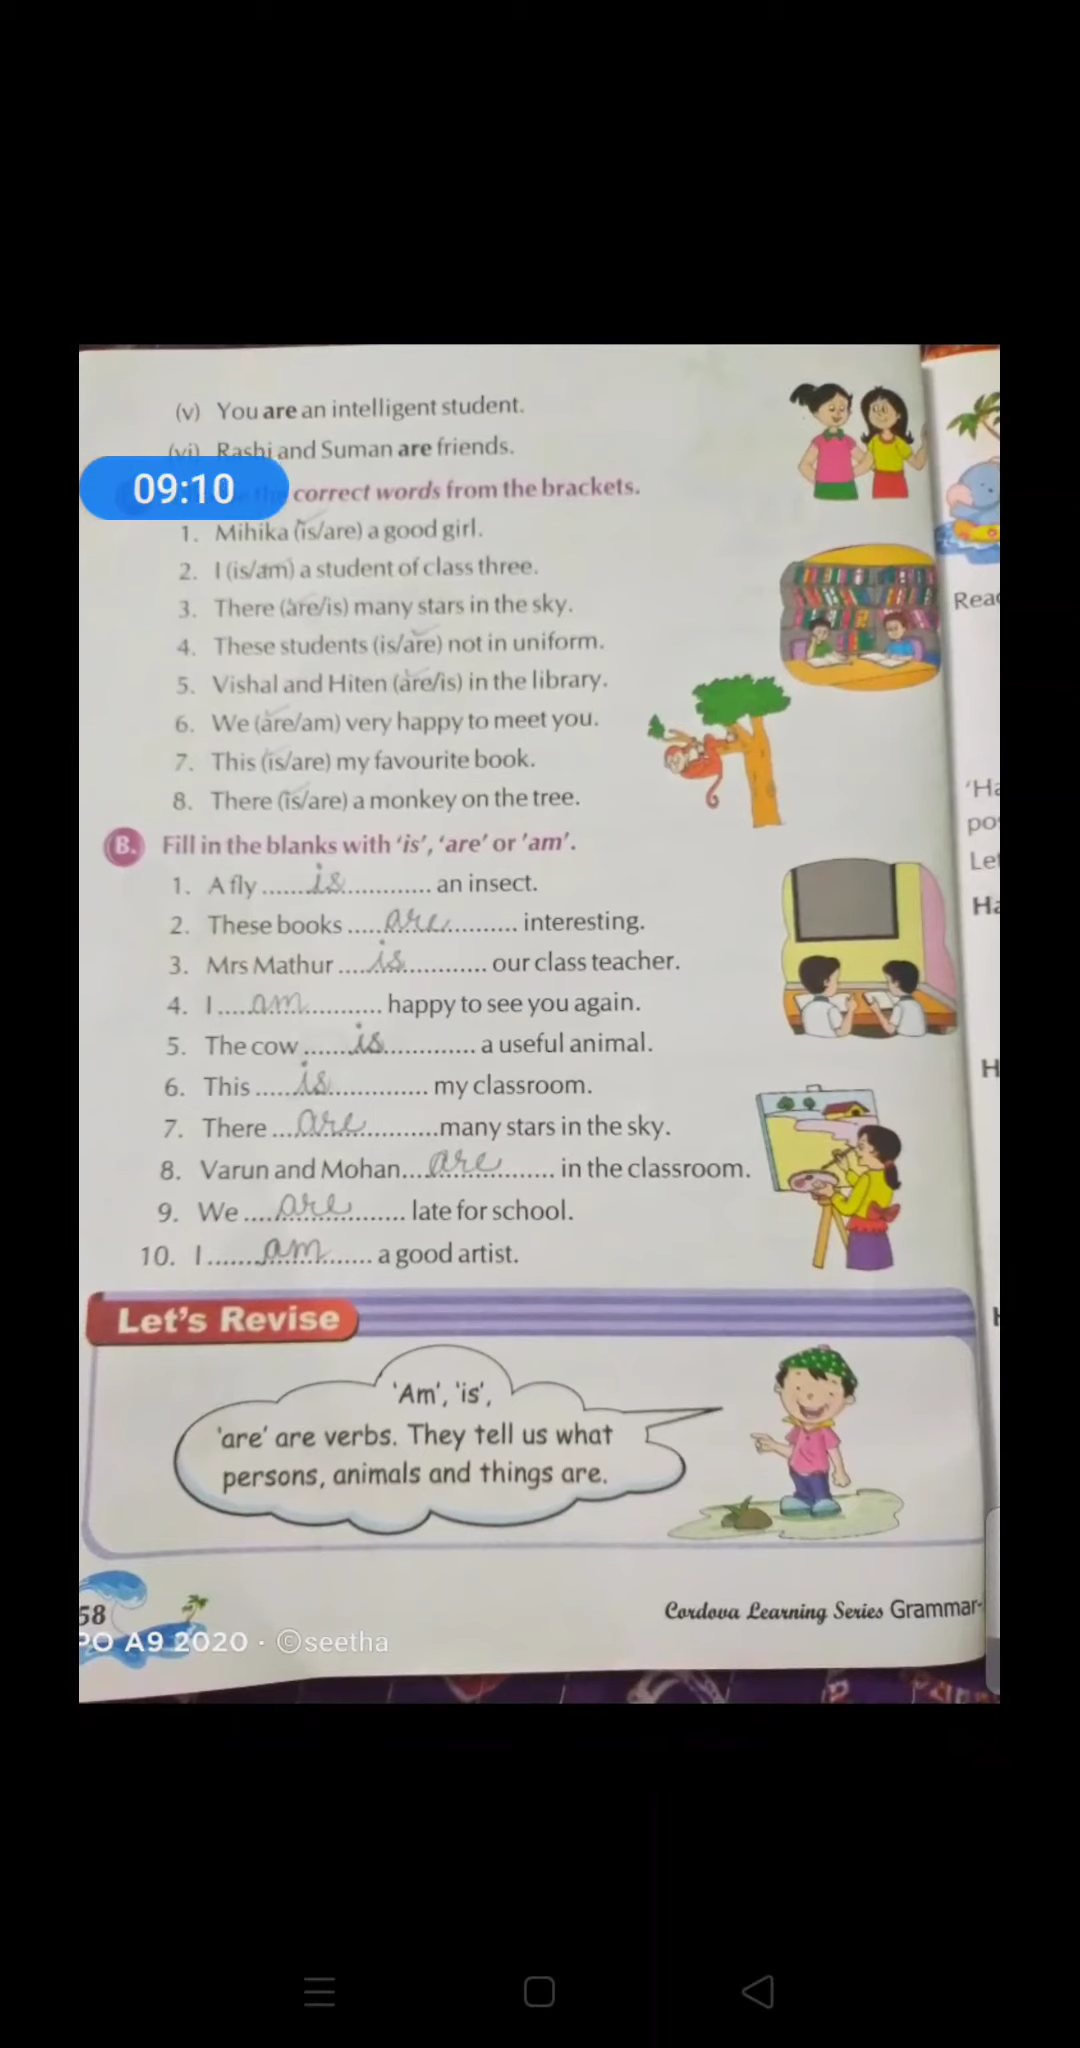 (v) You are an intelligent student.
(vi) Rashi and Suman are friends.
09:10
the correct words from the brackets.
1. Mihika (is/are) a good girl.
2. I (is/am) a student of class three.
3. There (are/is) many stars in the sky.
4. These students (is/are) not in uniform.
5. Vishal and Hiten (are/is) in the library.
6. We (are/am) very happy to meet you.
7. This (is/are) my favourite book.
8. There (is/are) a monkey on the tree.
B. Fill in the blanks with 'is', 'are' or 'am'.
1. A fly ......is............. an insect.
2. These books .....are........... interesting.
3. Mrs Mathur ....is............. our class teacher.
4. I .....am............ happy to see you again.
5. The cow .......is............. a useful animal.
6. This ......is.............. my classroom.
7. There ....are...........many stars in the sky.
8. Varun and Mohan....are.......... in the classroom.
9. We .....are........... late for school.
10. I ........am......... a good artist.
Let's Revise
'Am', 'is',
'are' are verbs. They tell us what
persons, animals and things are.
58
Cordova Learning Series Grammar-
PO A9 2020 · ©seetha
'Ha
pos
Let
Ha
H